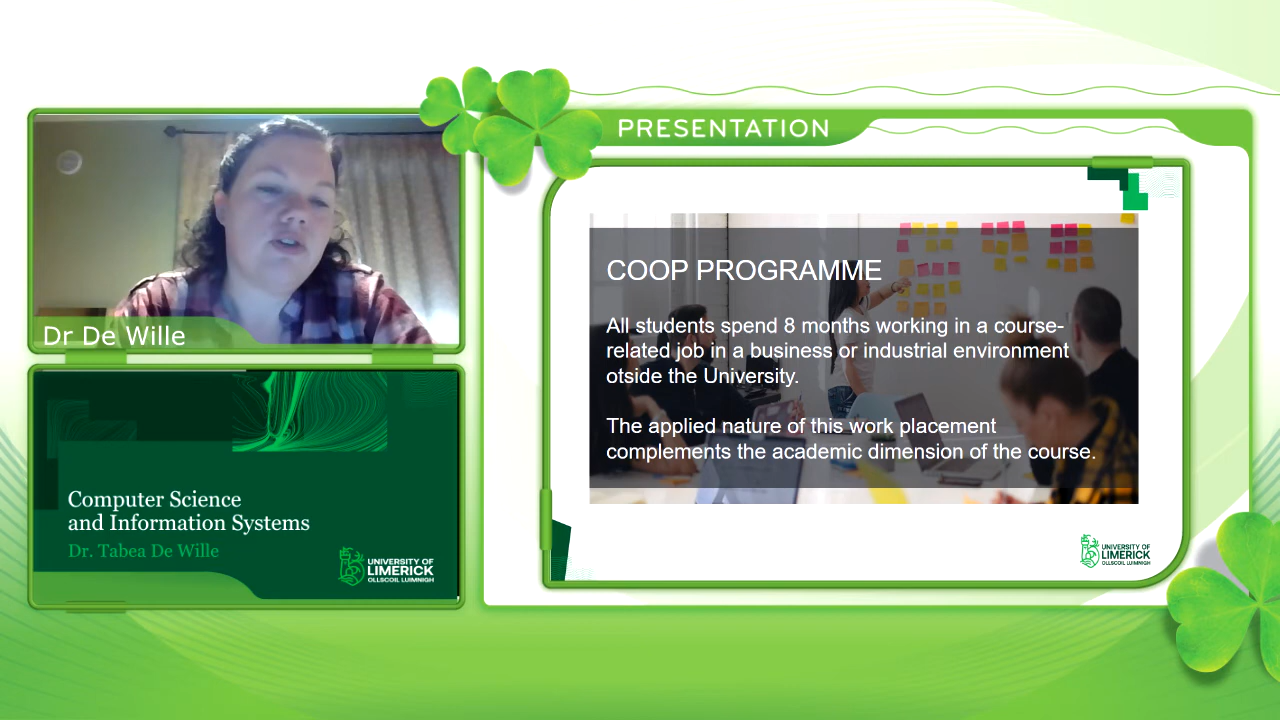 PRESENTATION
Dr De Wille
Computer Science
and Information Systems
Dr. Tabea De Wille
UNIVERSITY OF
LIMERICK
OLLSCOIL LUIMNIGH
COOP PROGRAMME
All students spend 8 months working in a course-
related job in a business or industrial environment
otside the University.
The applied nature of this work placement
complements the academic dimension of the course.
UNIVERSITY OF
LIMERICK
OLLSCOIL LUIMNIGH